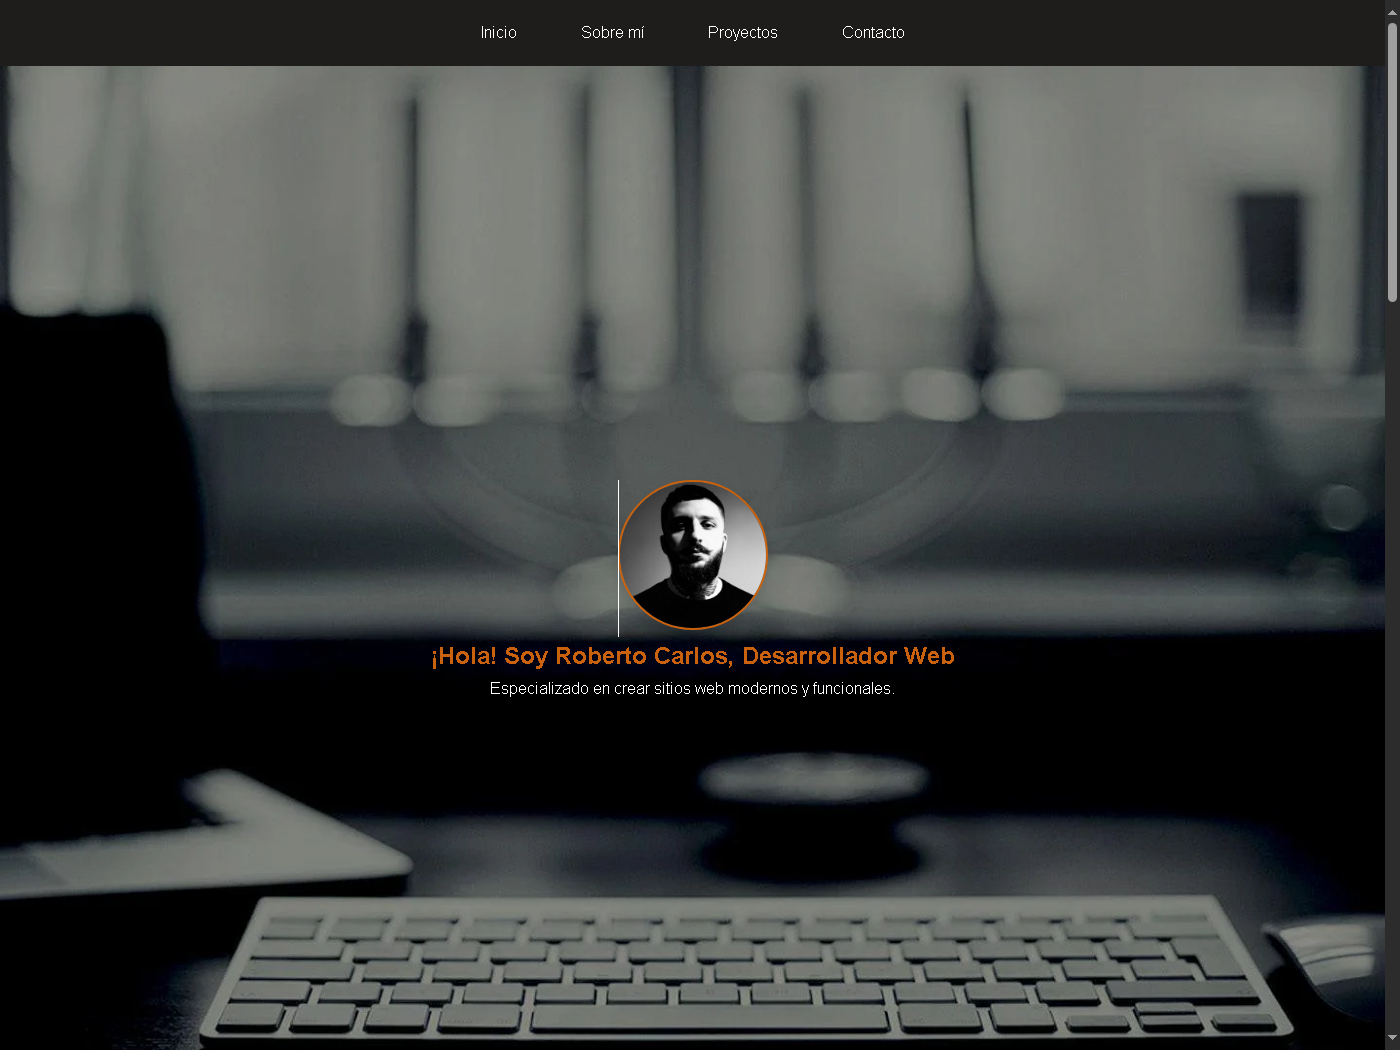 Inicio
Sobre mí
Proyectos
Contacto
¡Hola! Soy Roberto Carlos, Desarrollador Web
Especializado en crear sitios web modernos y funcionales.